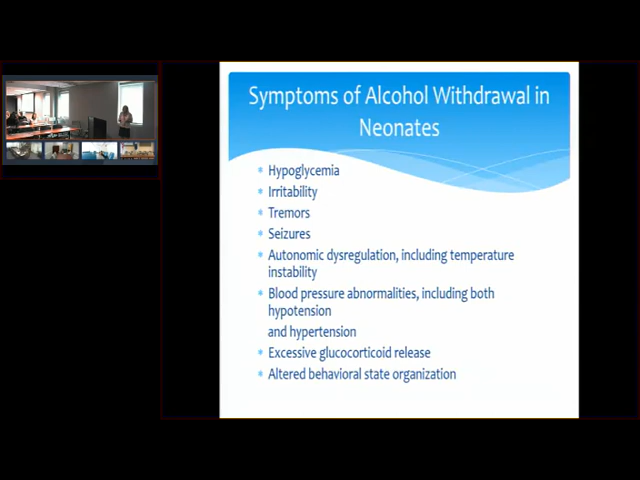 Symptoms of Alcohol Withdrawal in
Neonates
Hypoglycemia
Irritability
Tremors
Seizures
Autonomic dysregulation, including temperature
instability
Blood pressure abnormalities, including both
hypotension
and hypertension
Excessive glucocorticoid release
Altered behavioral state organization